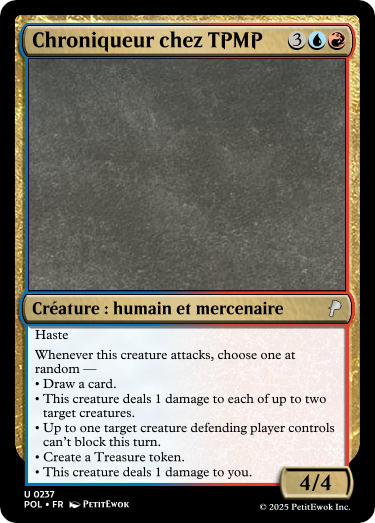 Chroniqueur chez TPMP 3
Créature : humain et mercenaire
Haste
Whenever this creature attacks, choose one at
random —
• Draw a card.
• This creature deals 1 damage to each of up to two
target creatures.
• Up to one target creature defending player controls
can't block this turn.
• Create a Treasure token.
• This creature deals 1 damage to you.
4/4
U 0237
POL • FR PetitEwok
© 2025 PetitEwok Inc.